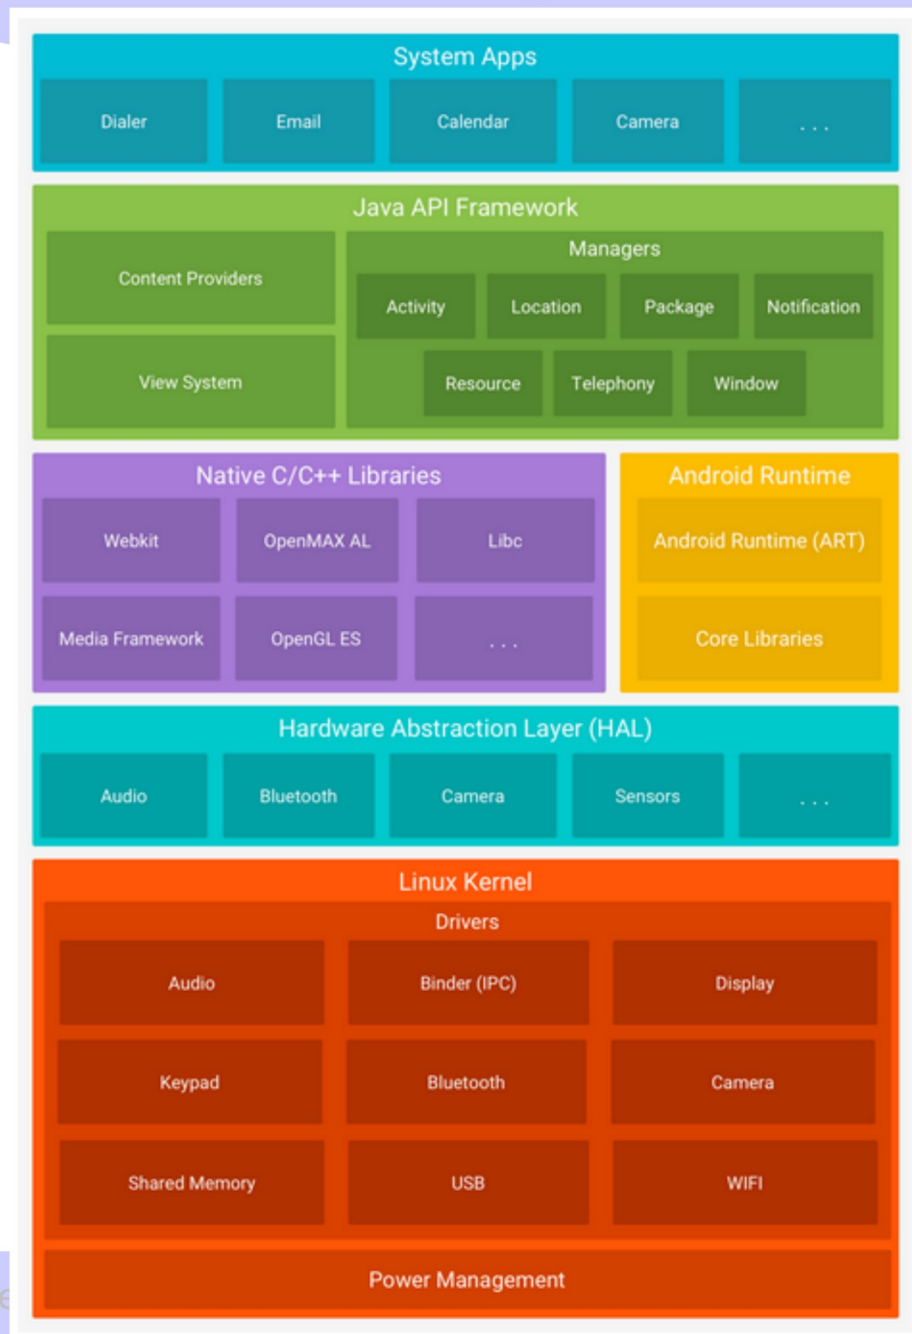 System Apps
Dialer
Email
Calendar
Camera
. . .
Java API Framework
Content Providers
View System
Managers
Activity
Location
Package
Notification
Resource
Telephony
Window
Native C/C++ Libraries
Webkit
OpenMAX AL
Libc
Media Framework
OpenGL ES
. . .
Android Runtime
Android Runtime (ART)
Core Libraries
Hardware Abstraction Layer (HAL)
Audio
Bluetooth
Camera
Sensors
. . .
Linux Kernel
Drivers
Audio
Binder (IPC)
Display
Keypad
Bluetooth
Camera
Shared Memory
USB
WIFI
Power Management